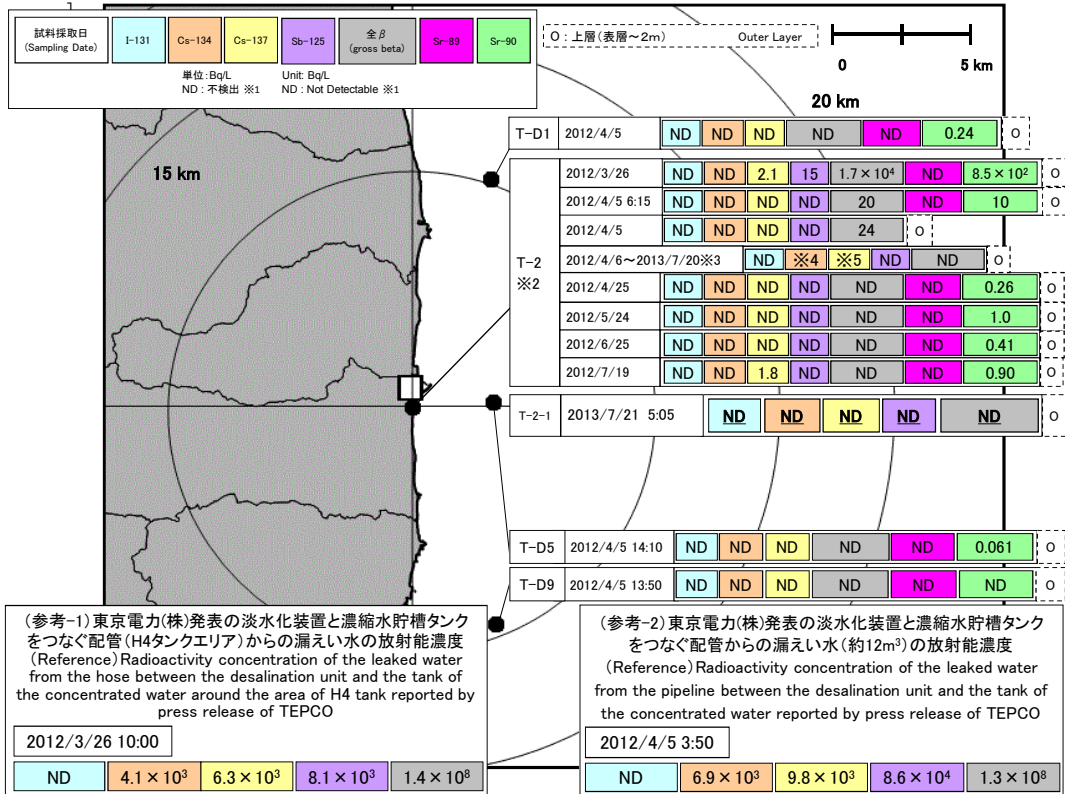 試料採取日
(Sampling Date)
I-131
Cs-134
Cs-137
Sb-125
全β
(gross beta)
Sr-89
Sr-90
単位:Bq/L
Unit: Bq/L
ND : 不検出 ※1
ND : Not Detectable ※1
O : 上層(表層～2m)
Outer Layer
0
5 km
20 km
15 km
T-D1 2012/4/5 ND ND ND ND ND 0.24 O
T-2
※2
2012/3/26 ND ND 2.1 15 1.7×10⁴ ND 8.5×10² O
2012/4/5 6:15 ND ND ND ND 20 ND 10 O
2012/4/5 ND ND ND ND 24 O
2012/4/6～2013/7/20※3 ND ※4 ※5 ND ND O
2012/4/25 ND ND ND ND ND ND 0.26 O
2012/5/24 ND ND ND ND ND ND 1.0 O
2012/6/25 ND ND ND ND ND ND 0.41 O
2012/7/19 ND ND 1.8 ND ND ND 0.90 O
T-2-1 2013/7/21 5:05 ND ND ND ND ND O
T-D5 2012/4/5 14:10 ND ND ND ND ND 0.061 O
T-D9 2012/4/5 13:50 ND ND ND ND ND ND O
(参考-1)東京電力(株)発表の淡水化装置と濃縮水貯槽タンク
をつなぐ配管(H4タンクエリア)からの漏えい水の放射能濃度
(Reference)Radioactivity concentration of the leaked water
from the hose between the desalination unit and the tank of
the concentrated water around the area of H4 tank reported by
press release of TEPCO
2012/3/26 10:00
ND 4.1×10³ 6.3×10³ 8.1×10³ 1.4×10⁸
(参考-2)東京電力(株)発表の淡水化装置と濃縮水貯槽タンク
をつなぐ配管からの漏えい水(約12m³)の放射能濃度
(Reference)Radioactivity concentration of the leaked water
from the pipeline between the desalination unit and the tank of
the concentrated water reported by press release of TEPCO
2012/4/5 3:50
ND 6.9×10³ 9.8×10³ 8.6×10⁴ 1.3×10⁸